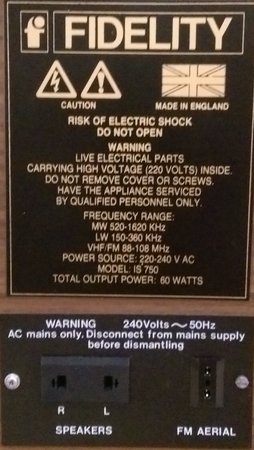 FIDELITY
CAUTION
MADE IN ENGLAND
RISK OF ELECTRIC SHOCK
DO NOT OPEN
WARNING
LIVE ELECTRICAL PARTS
CARRYING HIGH VOLTAGE (220 VOLTS) INSIDE.
DO NOT REMOVE COVER OR SCREWS.
HAVE THE APPLIANCE SERVICED
BY QUALIFIED PERSONNEL ONLY.
FREQUENCY RANGE:
MW 520-1620 KHz
LW 150-360 KHz
VHF/FM 88-108 MHz
POWER SOURCE: 220-240 V AC
MODEL: IS 750
TOTAL OUTPUT POWER: 60 WATTS
WARNING 240Volts ~ 50Hz
AC mains only. Disconnect from mains supply
before dismantling
R L
SPEAKERS FM AERIAL